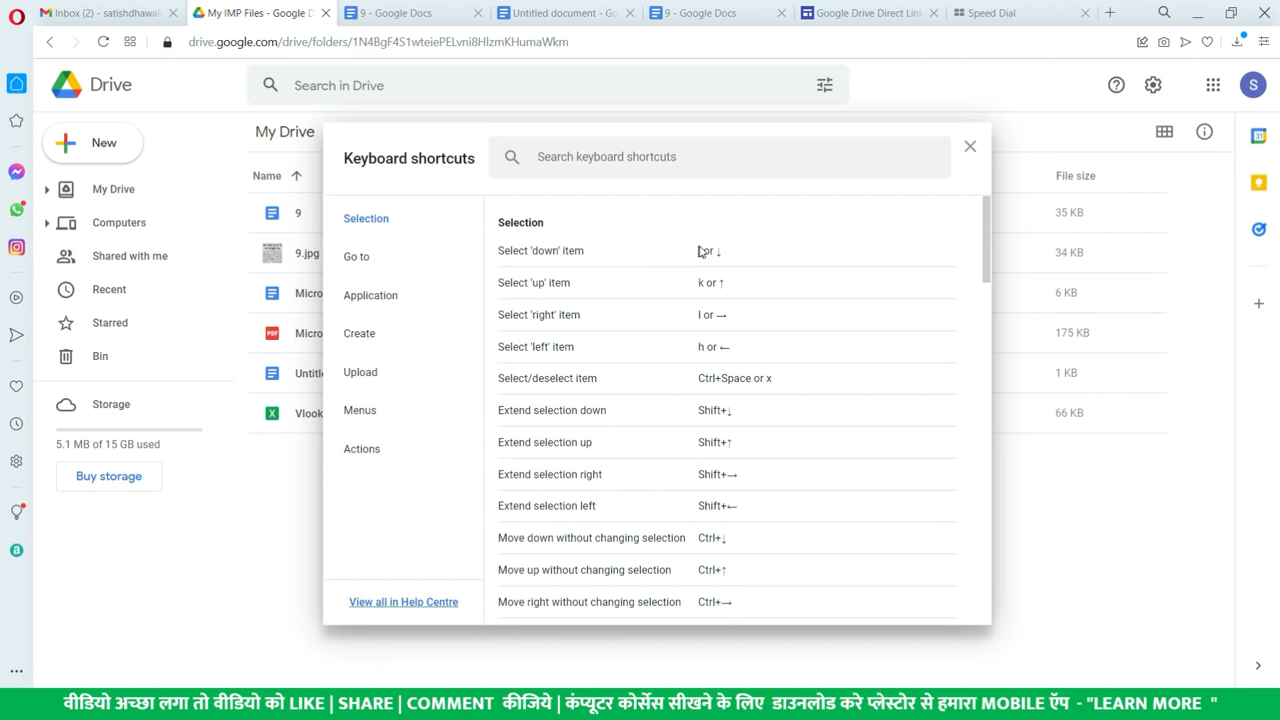 Inbox (2) - satishdhawale
My IMP Files - Google D
9 - Google Docs
Untitled document - Go
9 - Google Docs
Google Drive Direct Lin
Speed Dial
drive.google.com/drive/folders/1N4BgF4S1wteiePELvni8HlzmKHumaWkm
Drive
Search in Drive
S
New
My Drive
Computers
Shared with me
Recent
Starred
Bin
Storage
5.1 MB of 15 GB used
Buy storage
My Drive
Name
File size
9
35 KB
9.jpg
34 KB
Micro
6 KB
PDF
Micro
175 KB
Untitl
1 KB
X
Vlook
66 KB
Keyboard shortcuts
Search keyboard shortcuts
Selection
Go to
Application
Create
Upload
Menus
Actions
View all in Help Centre
Selection
Select 'down' item
or ↓
Select 'up' item
k or ↑
Select 'right' item
l or →
Select 'left' item
h or ←
Select/deselect item
Ctrl+Space or x
Extend selection down
Shift+↓
Extend selection up
Shift+↑
Extend selection right
Shift+→
Extend selection left
Shift+←
Move down without changing selection
Ctrl+↓
Move up without changing selection
Ctrl+↑
Move right without changing selection
Ctrl+→
31
a
वीडियो अच्छा लगा तो वीडियो को LIKE | SHARE | COMMENT कीजिये | कंप्यूटर कोर्सेस सीखने के लिए डाउनलोड करे प्लेस्टोर से हमारा MOBILE ऍप - "LEARN MORE "